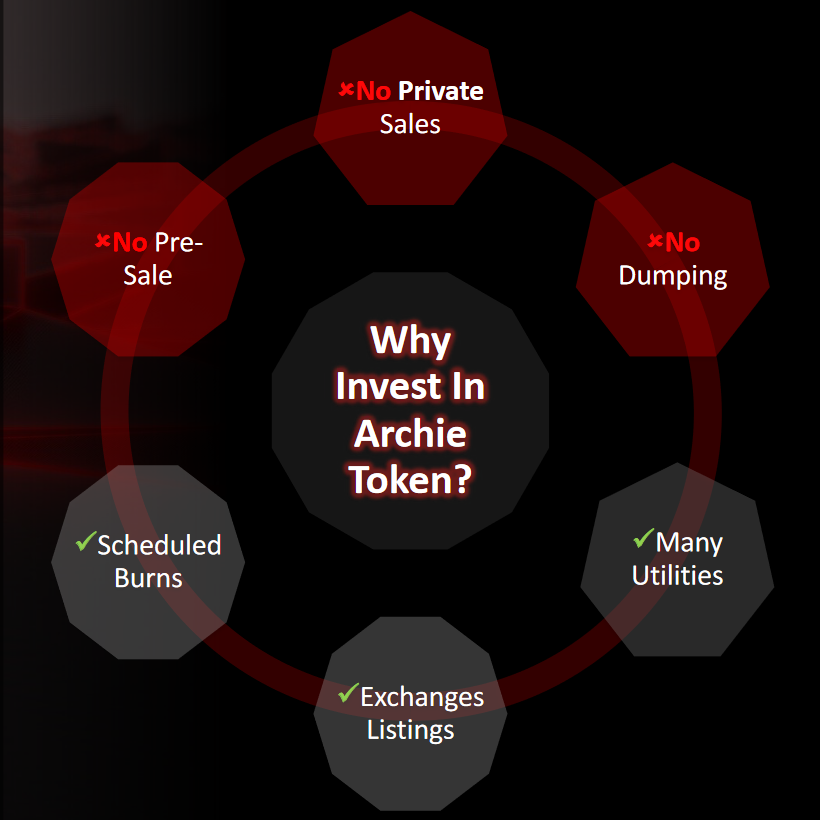 ✘No Private
Sales
✘No Pre-
Sale
✘No
Dumping
Why
Invest In
Archie
Token?
✓Scheduled
Burns
✓Many
Utilities
✓Exchanges
Listings